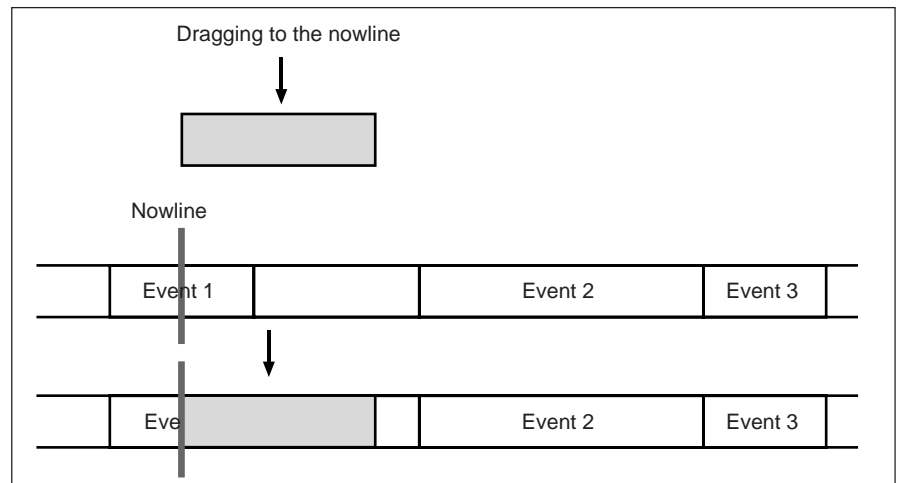 Dragging to the nowline
Nowline
Event 1 Event 2 Event 3
Eve Event 2 Event 3